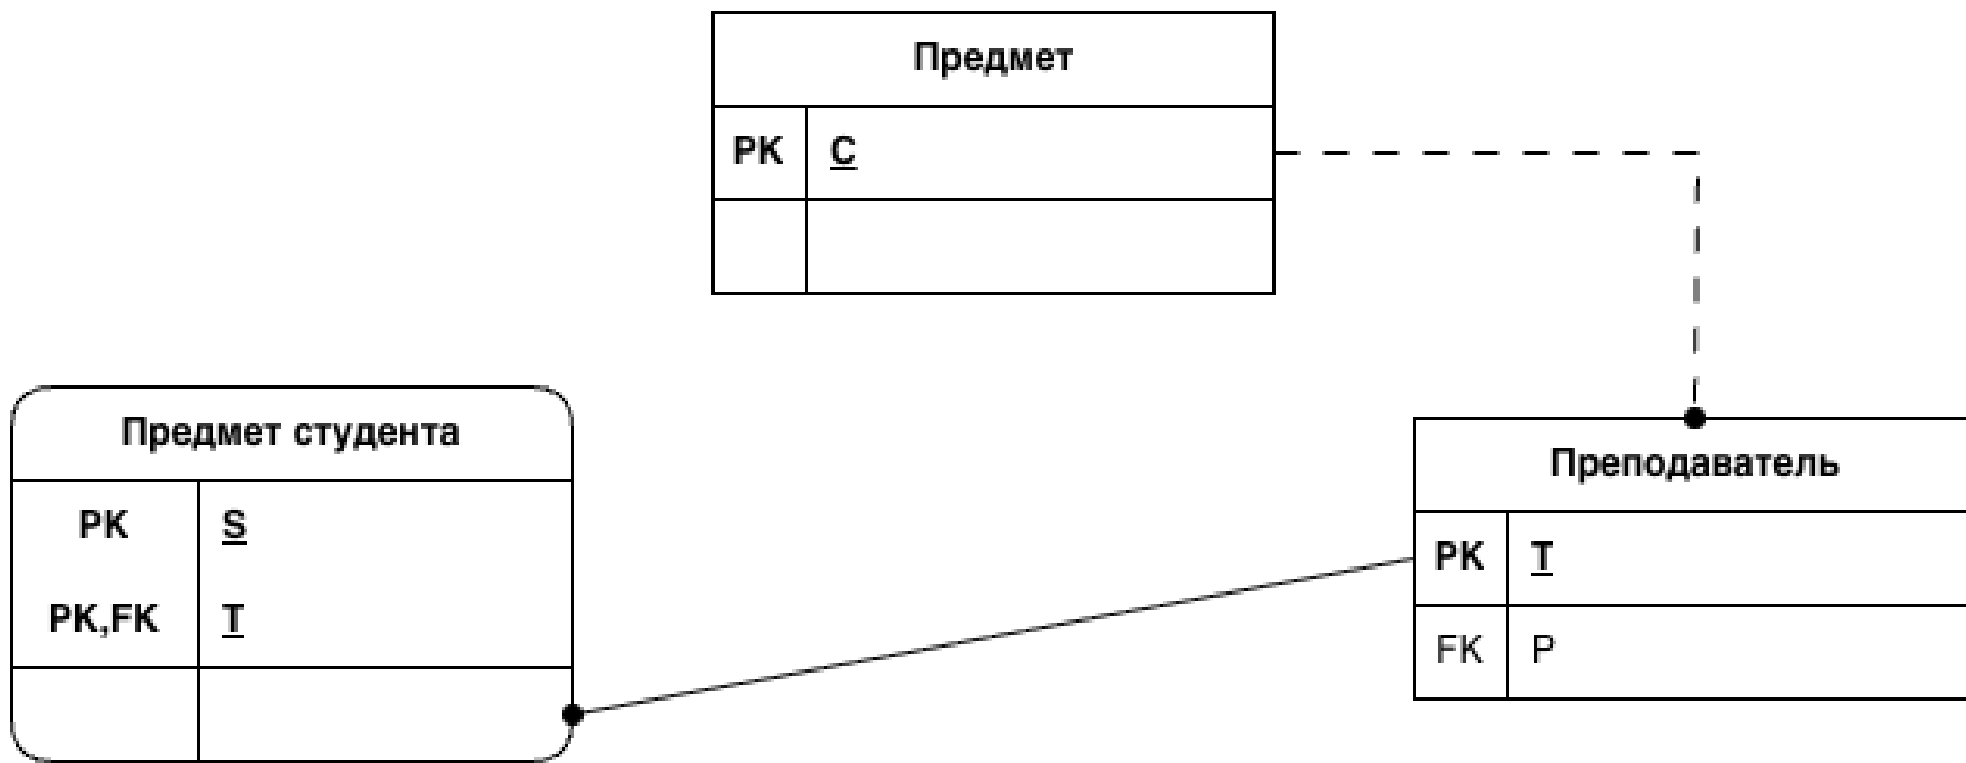 Предмет
PK C
Предмет студента
PK S
PK,FK T
Преподаватель
PK T
FK P